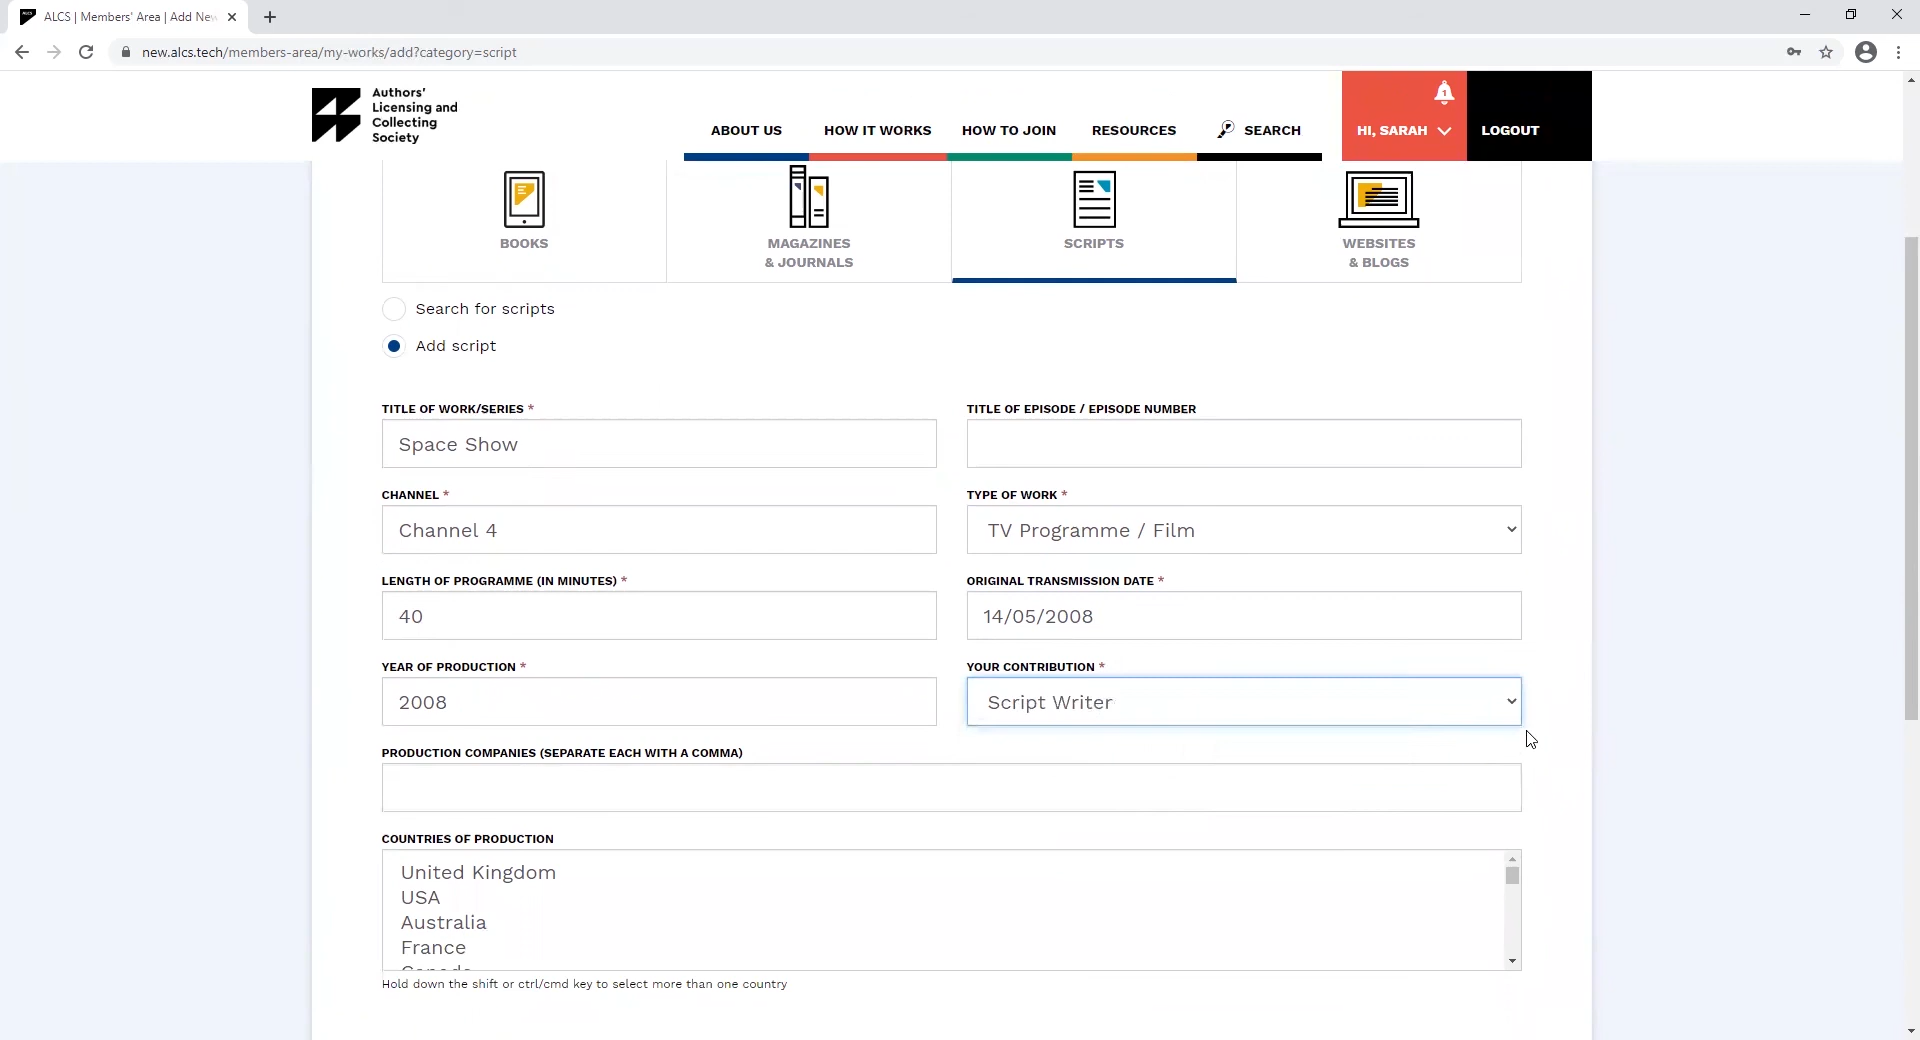 ALCS | Members' Area | Add New
new.alcs.tech/members-area/my-works/add?category=script
Authors'
Licensing and
Collecting
Society
ABOUT US
HOW IT WORKS
HOW TO JOIN
RESOURCES
SEARCH
1
HI, SARAH
LOGOUT
BOOKS
MAGAZINES
& JOURNALS
SCRIPTS
WEBSITES
& BLOGS
Search for scripts
Add script
TITLE OF WORK/SERIES *
TITLE OF EPISODE / EPISODE NUMBER
Space Show
CHANNEL *
TYPE OF WORK *
Channel 4
TV Programme / Film
LENGTH OF PROGRAMME (IN MINUTES) *
ORIGINAL TRANSMISSION DATE *
40
14/05/2008
YEAR OF PRODUCTION *
YOUR CONTRIBUTION *
2008
Script Writer
PRODUCTION COMPANIES (SEPARATE EACH WITH A COMMA)
COUNTRIES OF PRODUCTION
United Kingdom
USA
Australia
France
Canada
Hold down the shift or ctrl/cmd key to select more than one country